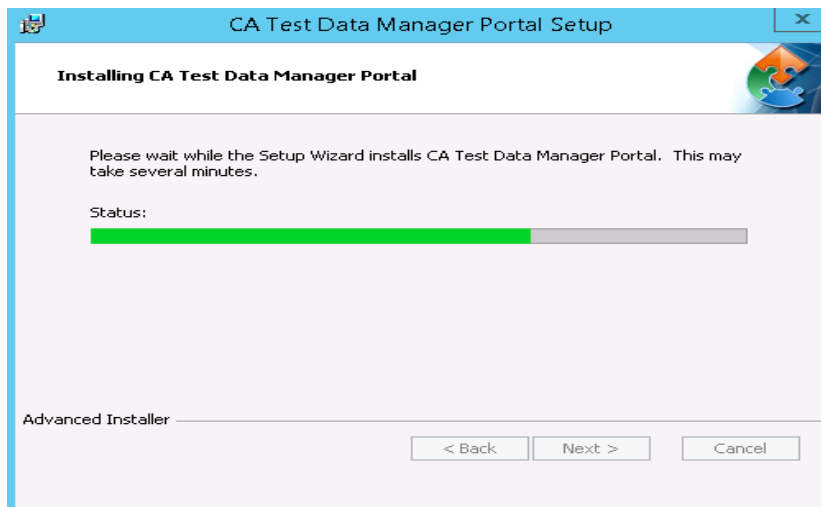 CA Test Data Manager Portal Setup
Installing CA Test Data Manager Portal
Please wait while the Setup Wizard installs CA Test Data Manager Portal. This may
take several minutes.
Status:
Advanced Installer
< Back Next > Cancel